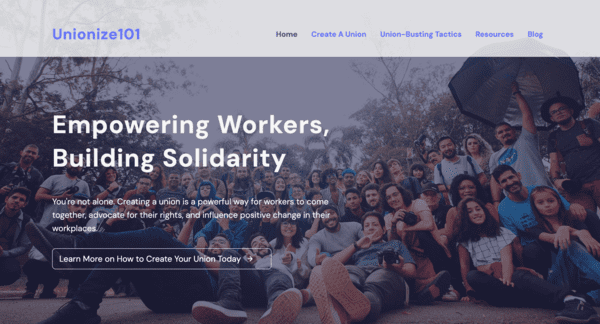 Unionize101
Home Create A Union Union-Busting Tactics Resources Blog
Empowering Workers,
Building Solidarity
You're not alone. Creating a union is a powerful way for workers to come
together, advocate for their rights, and influence positive change in their
workplaces.
Learn More on How to Create Your Union Today →